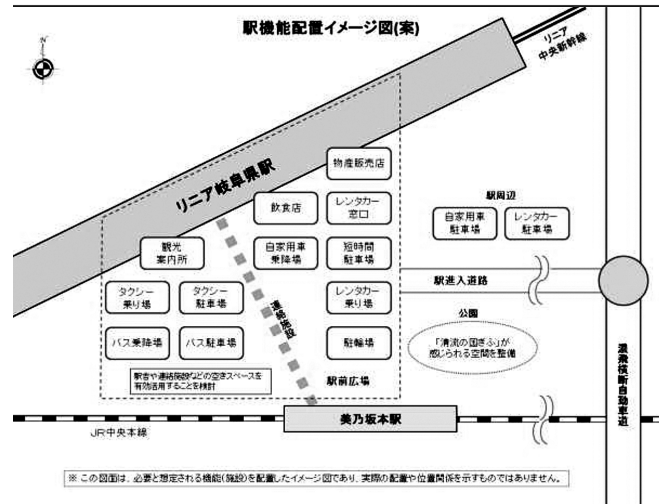 駅機能配置イメージ図(案)
N
リニア
中央新幹線
リニア岐阜県駅
物産販売店
飲食店
レンタカー
窓口
駅周辺
自家用車
駐車場
レンタカー
駐車場
観光
案内所
自家用車
乗降場
短時間
駐車場
駅進入道路
タクシー
乗り場
タクシー
駐車場
連絡施設
レンタカー
乗り場
公園
「清流の国ぎふ」が
感じられる空間を整備
バス乗降場
バス駐車場
駐輪場
濃飛横断自動車道
駅舎や連絡施設などの空きスペースを
有効活用することを検討
駅前広場
美乃坂本駅
JR中央本線
※ この図面は、必要と想定される機能(施設)を配置したイメージ図であり、実際の配置や位置関係を示すものではありません。